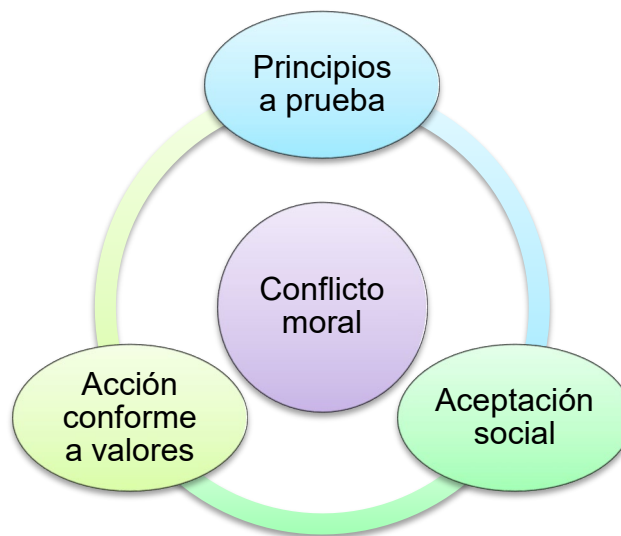 Principios
a prueba
Conflicto
moral
Acción
conforme
a valores
Aceptación
social